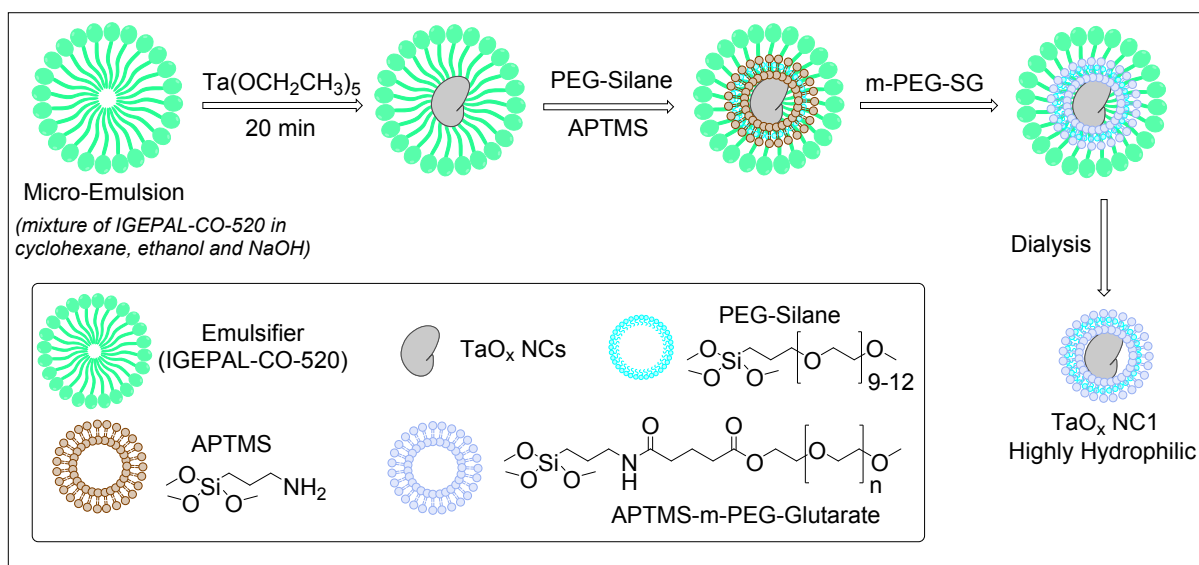 Ta(OCH₂CH₃)₅
20 min
PEG-Silane
APTMS
m-PEG-SG
Micro-Emulsion
(mixture of IGEPAL-CO-520 in
cyclohexane, ethanol and NaOH)
Dialysis
Emulsifier
(IGEPAL-CO-520)
TaOₓ NCs
PEG-Silane
O Si O O O O 9-12
APTMS
O Si O O NH₂
O Si O O N H O O O O O n
APTMS-m-PEG-Glutarate
TaOₓ NC1
Highly Hydrophilic